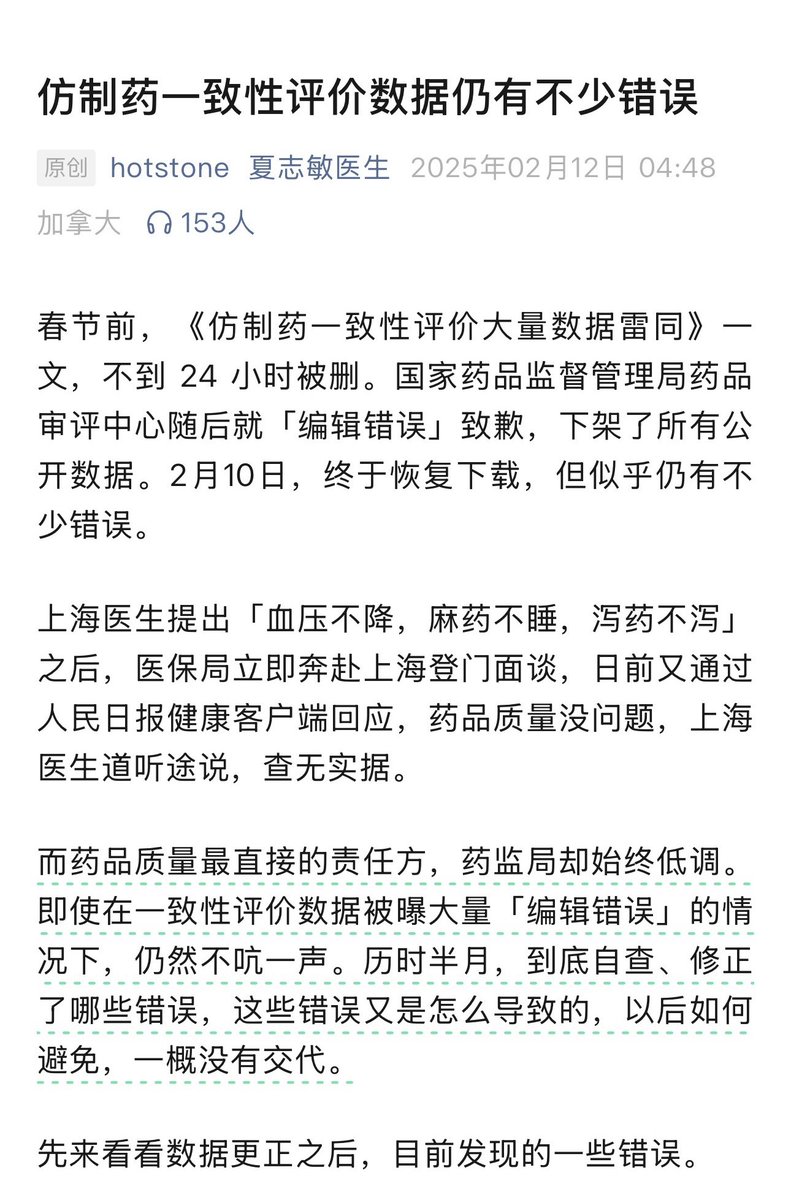 仿制药一致性评价数据仍有不少错误
原创 hotstone 夏志敏医生 2025年02月12日 04:48
加拿大 153人
春节前，《仿制药一致性评价大量数据雷同》一
文，不到 24 小时被删。国家药品监督管理局药品
审评中心随后就「编辑错误」致歉，下架了所有公
开数据。2月10日，终于恢复下载，但似乎仍有不
少错误。
上海医生提出「血压不降，麻药不睡，泻药不泻」
之后，医保局立即奔赴上海登门面谈，日前又通过
人民日报健康客户端回应，药品质量没问题，上海
医生道听途说，查无实据。
而药品质量最直接的责任方，药监局却始终低调。
即使在一致性评价数据被曝大量「编辑错误」的情
况下，仍然不吭一声。历时半月，到底自查、修正
了哪些错误，这些错误又是怎么导致的，以后如何
避免，一概没有交代。
先来看看数据更正之后，目前发现的一些错误。